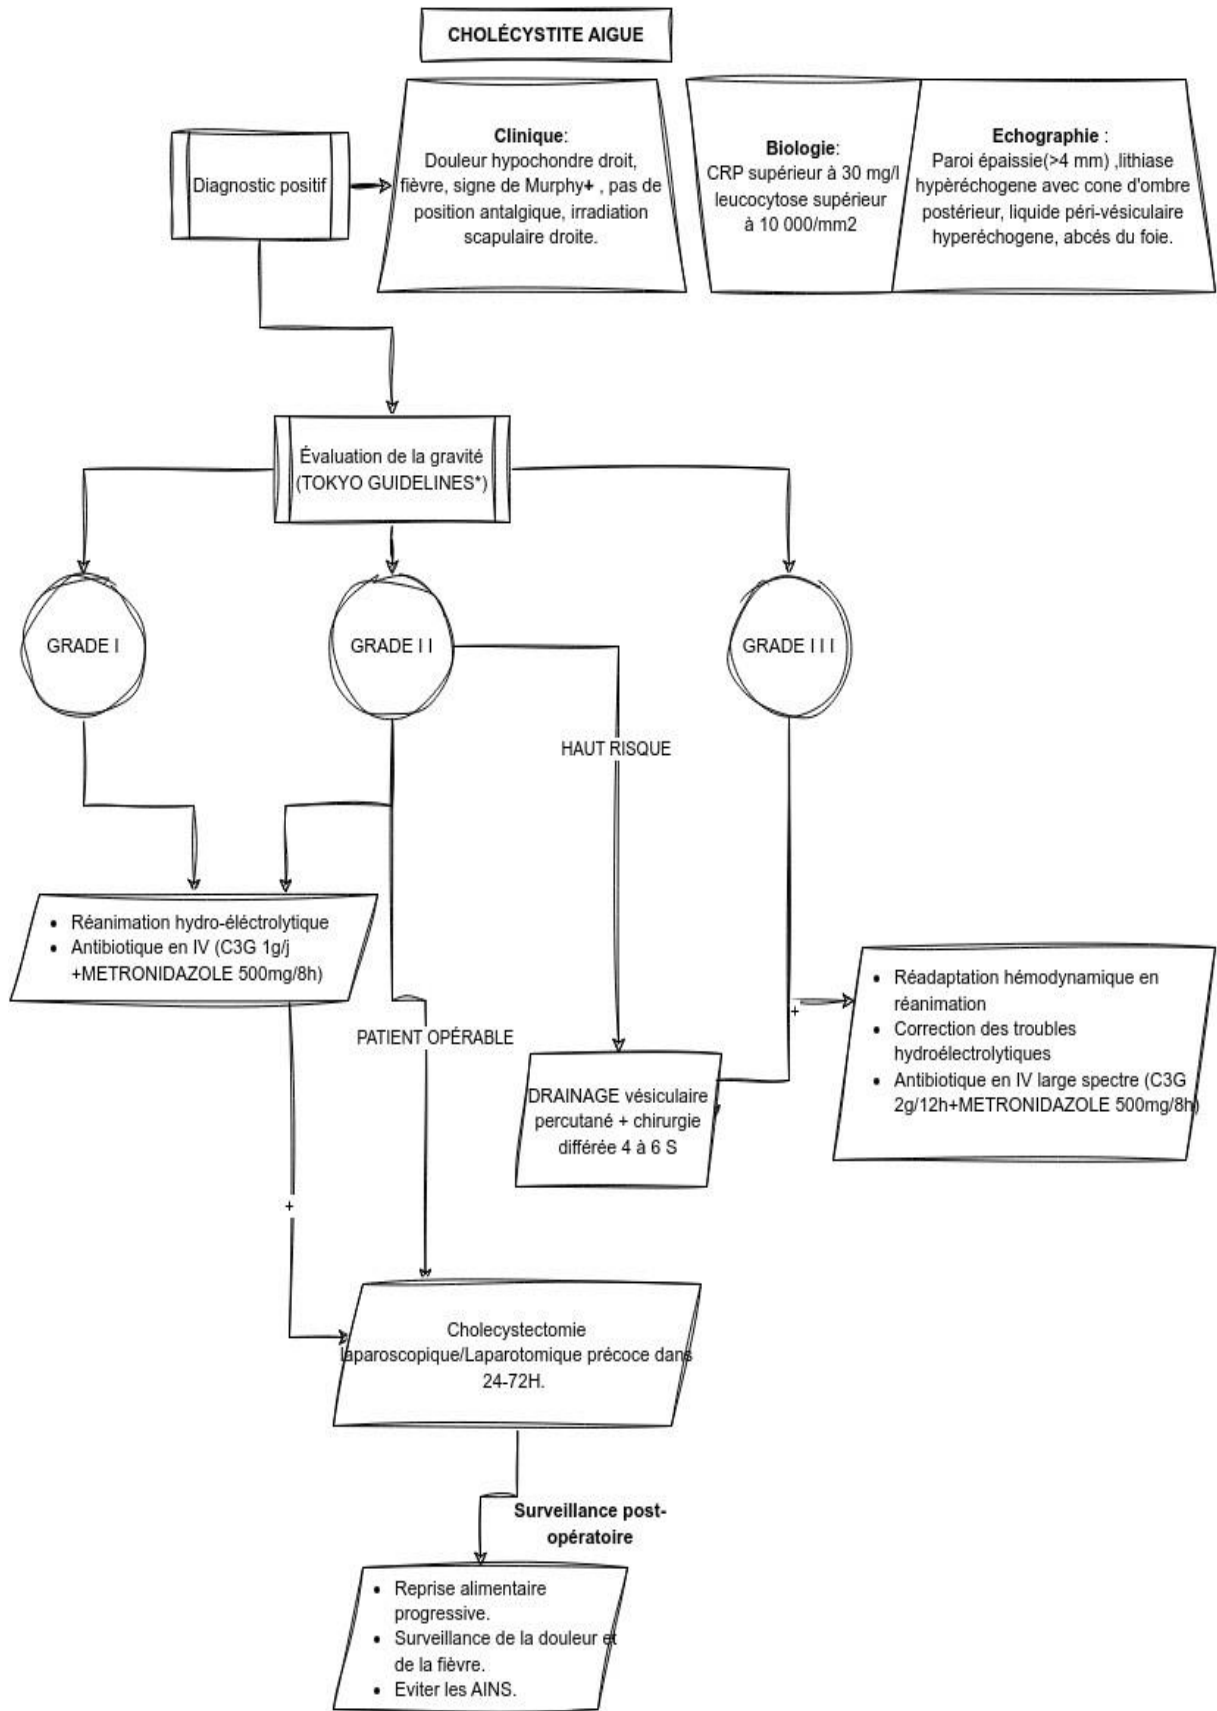 CHOLÉCYSTITE AIGUE
Diagnostic positif
Clinique:
Douleur hypochondre droit,
fièvre, signe de Murphy+ , pas de
position antalgique, irradiation
scapulaire droite.
Biologie:
CRP supérieur à 30 mg/l
leucocytose supérieur
à 10 000/mm2
Echographie :
Paroi épaissie(>4 mm) ,lithiase
hypèréchogene avec cone d'ombre
postérieur, liquide péri-vésiculaire
hyperéchogene, abcés du foie.
Évaluation de la gravité
(TOKYO GUIDELINES*)
GRADE I
GRADE I I
GRADE I I I
HAUT RISQUE
• Réanimation hydro-éléctrolytique
• Antibiotique en IV (C3G 1g/j
+METRONIDAZOLE 500mg/8h)
PATIENT OPÉRABLE
+
• Réadaptation hémodynamique en
réanimation
• Correction des troubles
hydroélectrolytiques
• Antibiotique en IV large spectre (C3G
2g/12h+METRONIDAZOLE 500mg/8h)
DRAINAGE vésiculaire
percutané + chirurgie
différée 4 à 6 S
+
Cholecystectomie
laparoscopique/Laparotomique précoce dans
24-72H.
Surveillance post-
opératoire
• Reprise alimentaire
progressive.
• Surveillance de la douleur et
de la fièvre.
• Eviter les AINS.